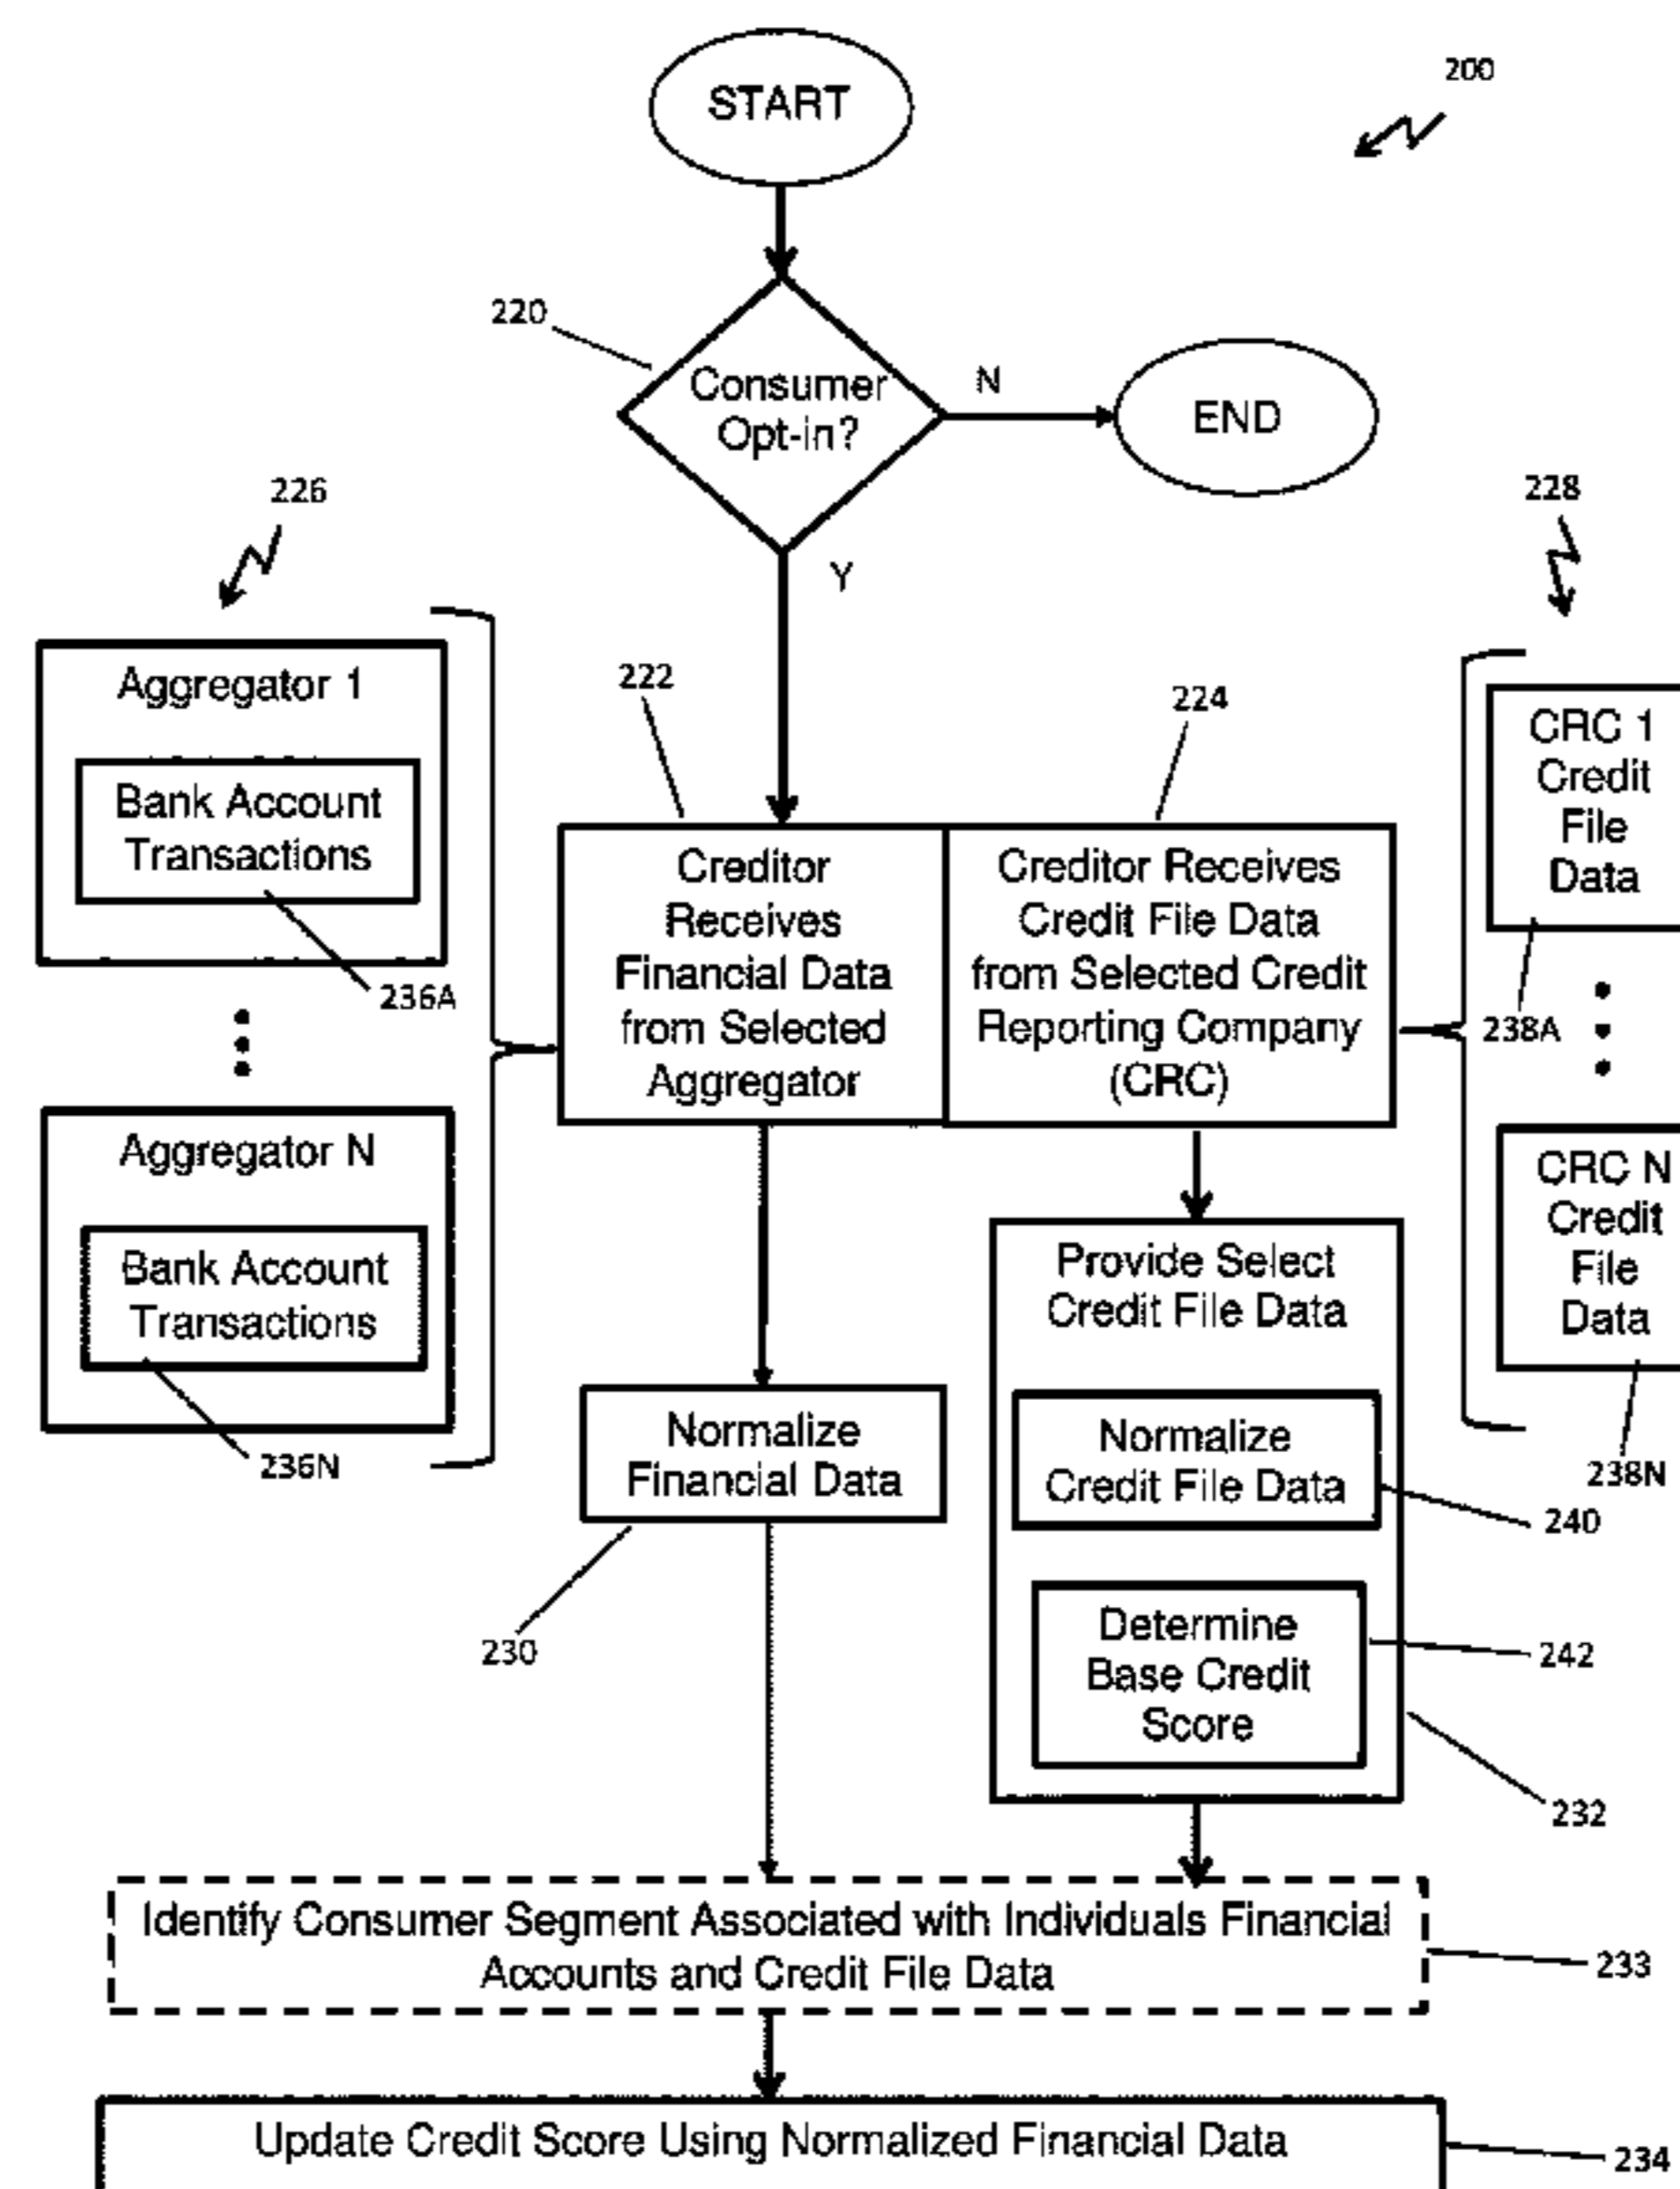 START
200
220
Consumer
Opt-in?
N
END
Y
226
228
Aggregator 1
Bank Account
Transactions
236A
Aggregator N
Bank Account
Transactions
236N
222
Creditor
Receives
Financial Data
from Selected
Aggregator
224
Creditor Receives
Credit File Data
from Selected Credit
Reporting Company
(CRC)
CRC 1
Credit
File
Data
238A
CRC N
Credit
File
Data
238N
Normalize
Financial Data
230
Provide Select
Credit File Data
Normalize
Credit File Data
240
Determine
Base Credit
Score
242
232
Identify Consumer Segment Associated with Individuals Financial
Accounts and Credit File Data
233
Update Credit Score Using Normalized Financial Data
234